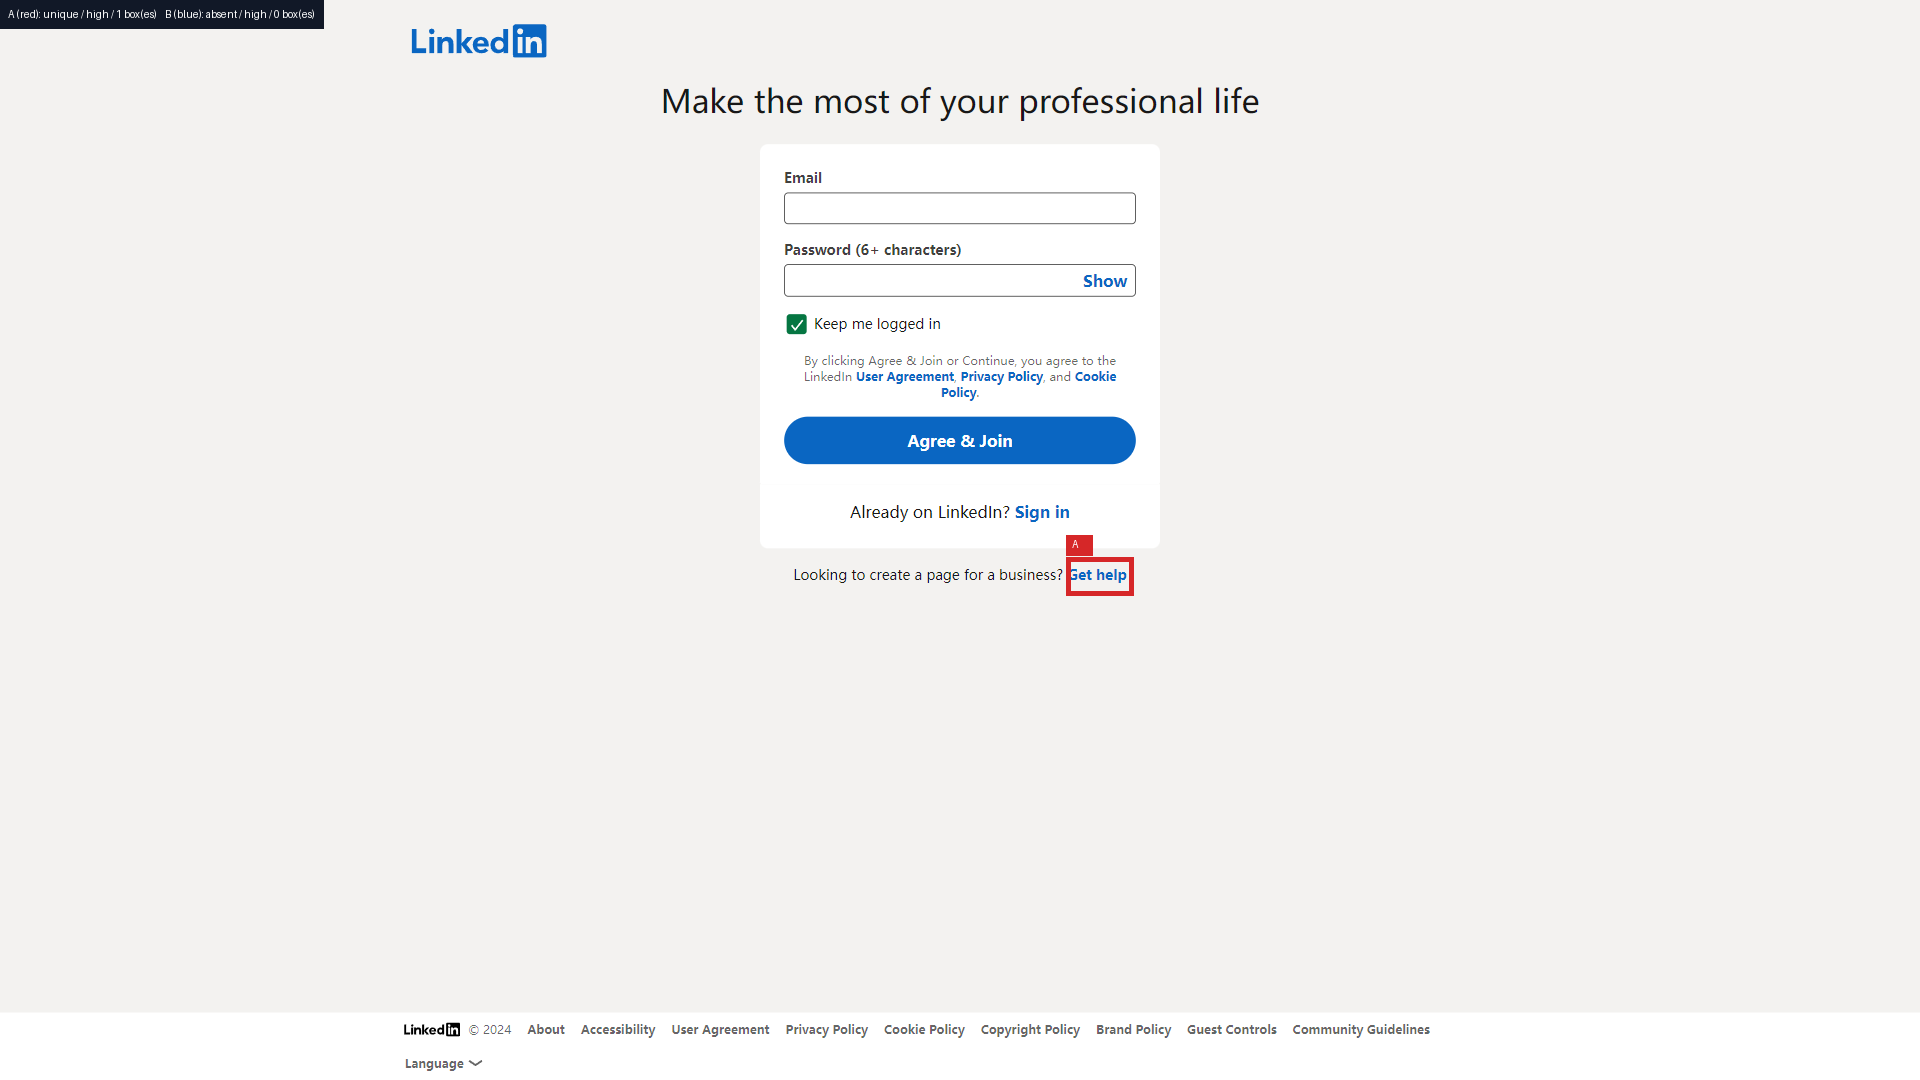 A (red): unique / high / 1 box(es) B (blue): absent / high / 0 box(es)
Linkedin
Make the most of your professional life
Email
Password (6+ characters)
Show
Keep me logged in
By clicking Agree & Join or Continue, you agree to the
LinkedIn User Agreement, Privacy Policy, and Cookie
Policy.
Agree & Join
Already on LinkedIn? Sign in
A
Looking to create a page for a business? Get help
Linkedin © 2024 About Accessibility User Agreement Privacy Policy Cookie Policy Copyright Policy Brand Policy Guest Controls Community Guidelines
Language